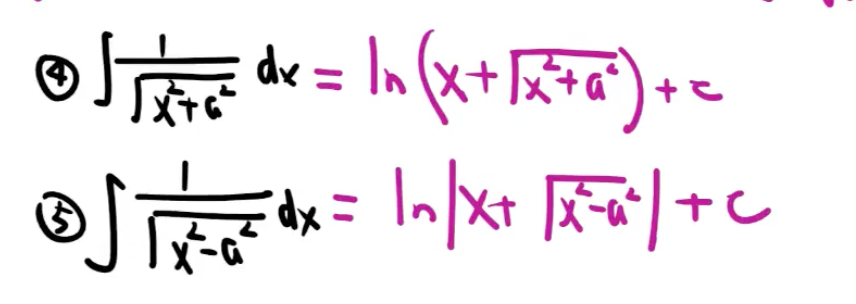 ④ ∫ 1/√(x²+a²) dx = ln(x+√(x²+a²))+c
⑤ ∫ 1/√(x²-a²) dx = ln|x+√(x²-a²)|+c